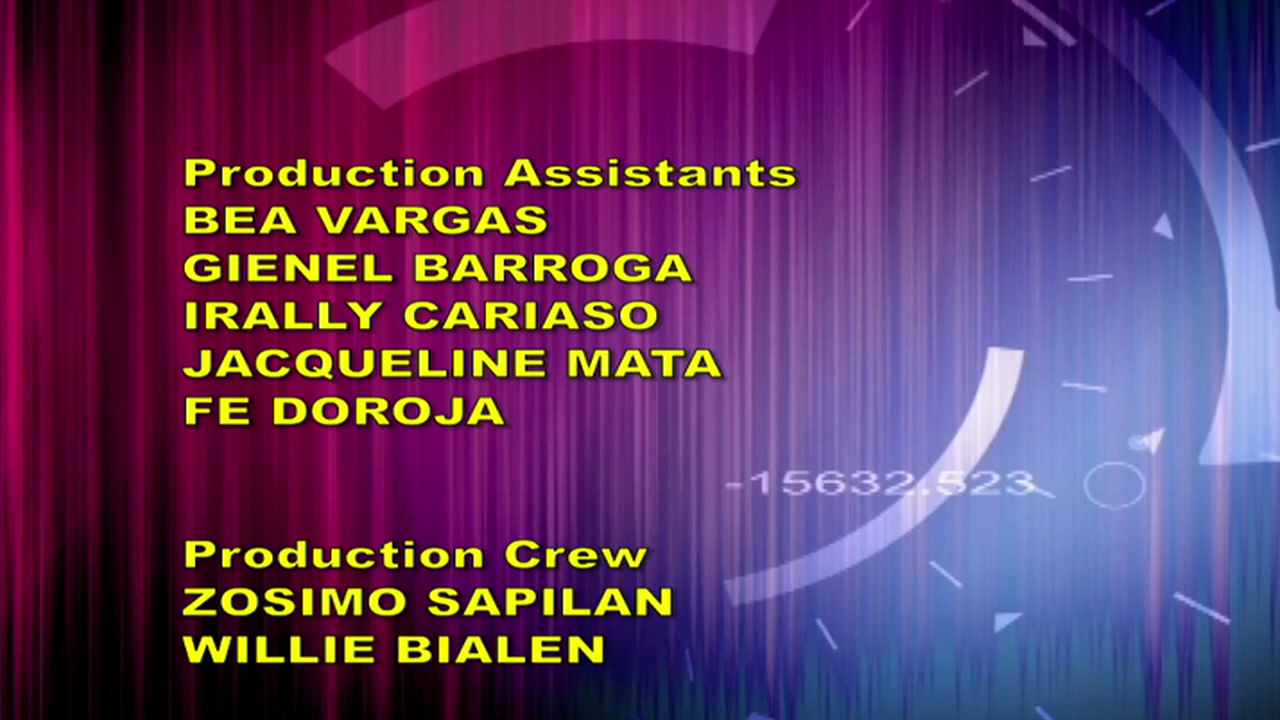 Production Assistants
BEA VARGAS
GIENEL BARROGA
IRALLY CARIASO
JACQUELINE MATA
FE DOROJA
-15632.523
Production Crew
ZOSIMO SAPILAN
WILLIE BIALEN